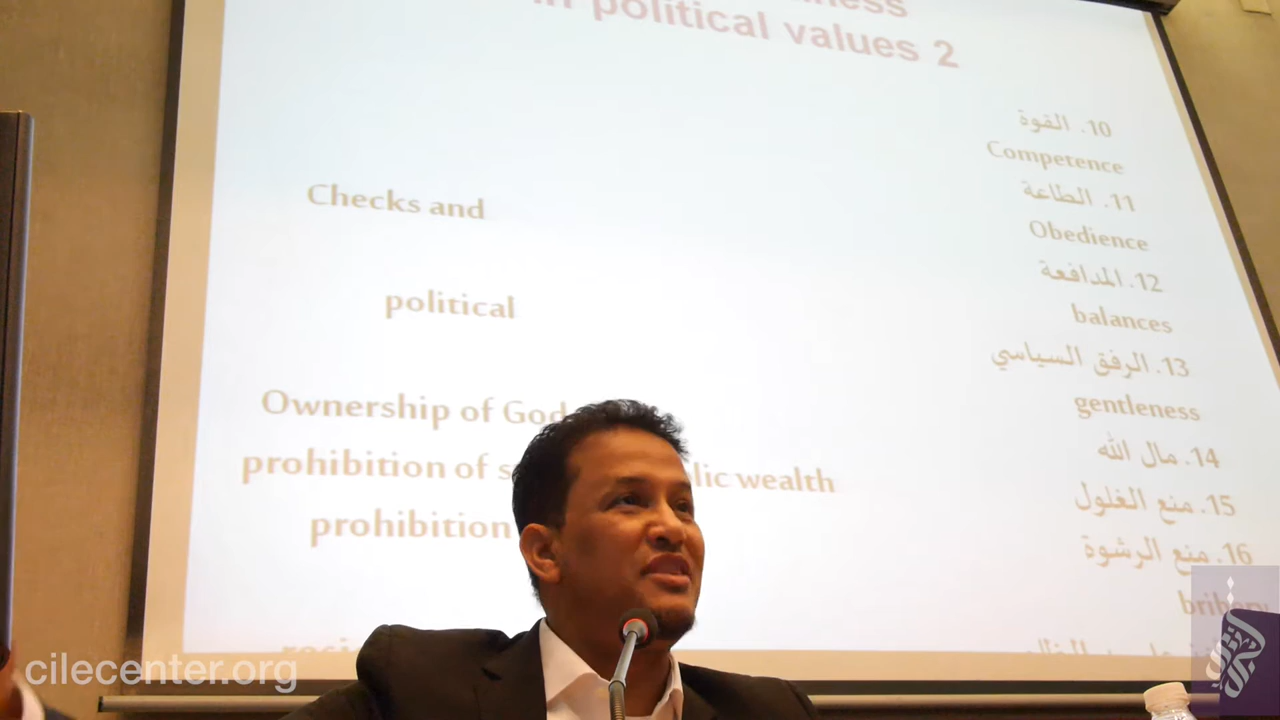 in political values 2
10. القوة
Competence
11. الطاعة
Checks and
Obedience
12. المدافعة
balances
political
13. الرفق السياسي
gentleness
Ownership of God
14. مال الله
prohibition of
wealth
15. منع الغلول
prohibition
16. منع الرشوة
bribery
cilecenter.org